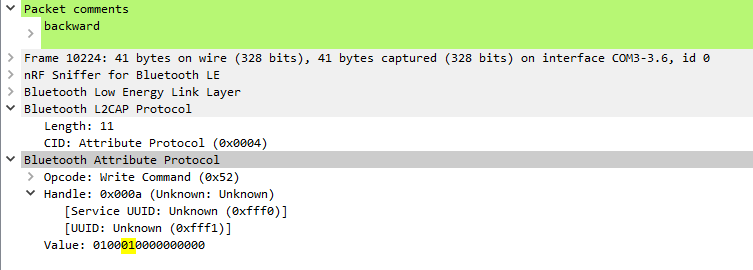 Packet comments
backward
Frame 10224: 41 bytes on wire (328 bits), 41 bytes captured (328 bits) on interface COM3-3.6, id 0
nRF Sniffer for Bluetooth LE
Bluetooth Low Energy Link Layer
Bluetooth L2CAP Protocol
Length: 11
CID: Attribute Protocol (0x0004)
Bluetooth Attribute Protocol
Opcode: Write Command (0x52)
Handle: 0x000a (Unknown: Unknown)
[Service UUID: Unknown (0xfff0)]
[UUID: Unknown (0xfff1)]
Value: 0100010000000000